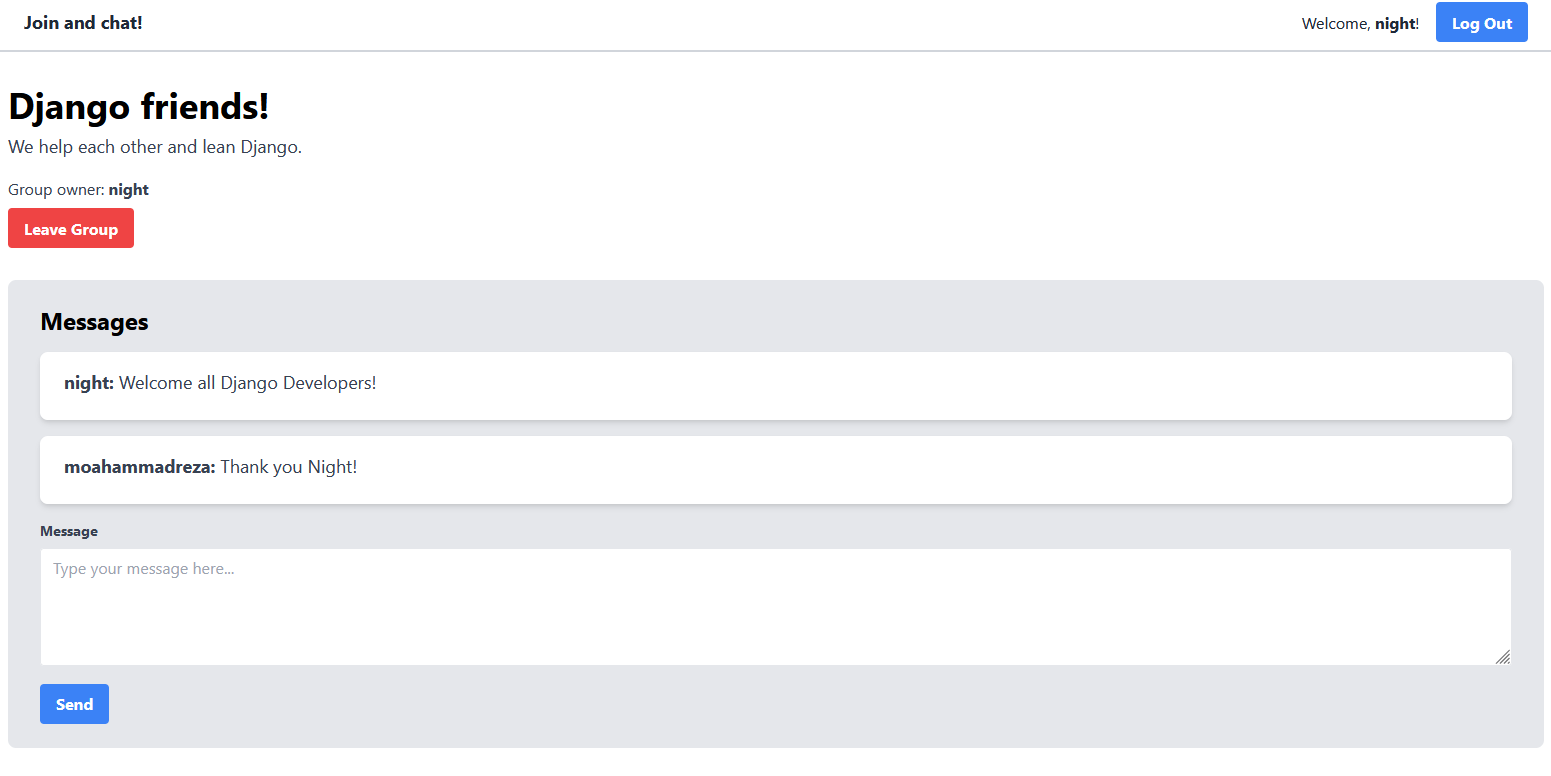 Join and chat!
Welcome, night!
Log Out
Django friends!
We help each other and lean Django.
Group owner: night
Leave Group
Messages
night: Welcome all Django Developers!
moahammadreza: Thank you Night!
Message
Type your message here...
Send